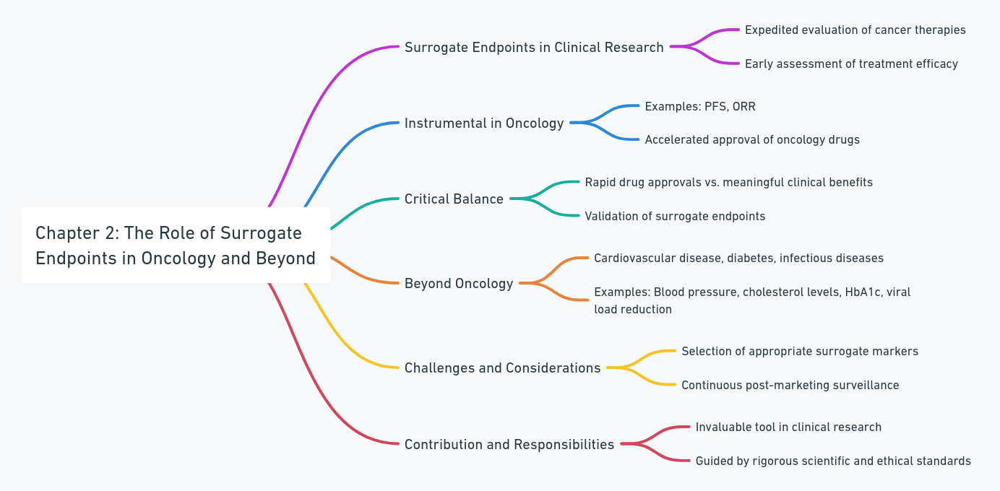 Chapter 2: The Role of Surrogate
Endpoints in Oncology and Beyond
Surrogate Endpoints in Clinical Research
Expedited evaluation of cancer therapies
Early assessment of treatment efficacy
Instrumental in Oncology
Examples: PFS, ORR
Accelerated approval of oncology drugs
Critical Balance
Rapid drug approvals vs. meaningful clinical benefits
Validation of surrogate endpoints
Beyond Oncology
Cardiovascular disease, diabetes, infectious diseases
Examples: Blood pressure, cholesterol levels, HbA1c, viral
load reduction
Challenges and Considerations
Selection of appropriate surrogate markers
Continuous post-marketing surveillance
Contribution and Responsibilities
Invaluable tool in clinical research
Guided by rigorous scientific and ethical standards